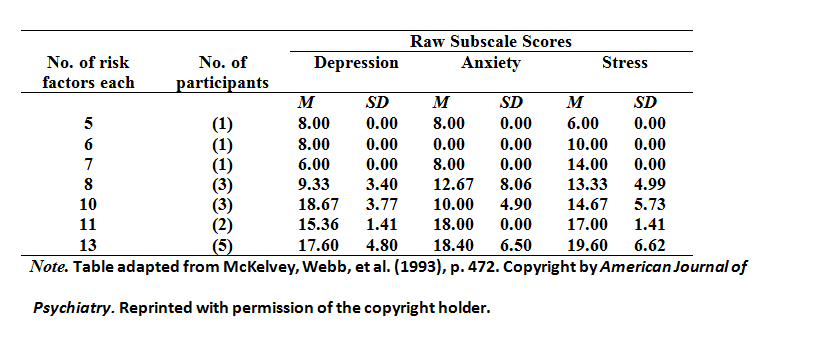 Raw Subscale Scores
No. of risk No. of Depression Anxiety Stress
factors each participants
M SD M SD M SD
5 (1) 8.00 0.00 8.00 0.00 6.00 0.00
6 (1) 8.00 0.00 0.00 0.00 10.00 0.00
7 (1) 6.00 0.00 8.00 0.00 14.00 0.00
8 (3) 9.33 3.40 12.67 8.06 13.33 4.99
10 (3) 18.67 3.77 10.00 4.90 14.67 5.73
11 (2) 15.36 1.41 18.00 0.00 17.00 1.41
13 (5) 17.60 4.80 18.40 6.50 19.60 6.62
Note. Table adapted from McKelvey, Webb, et al. (1993), p. 472. Copyright by American Journal of
Psychiatry. Reprinted with permission of the copyright holder.